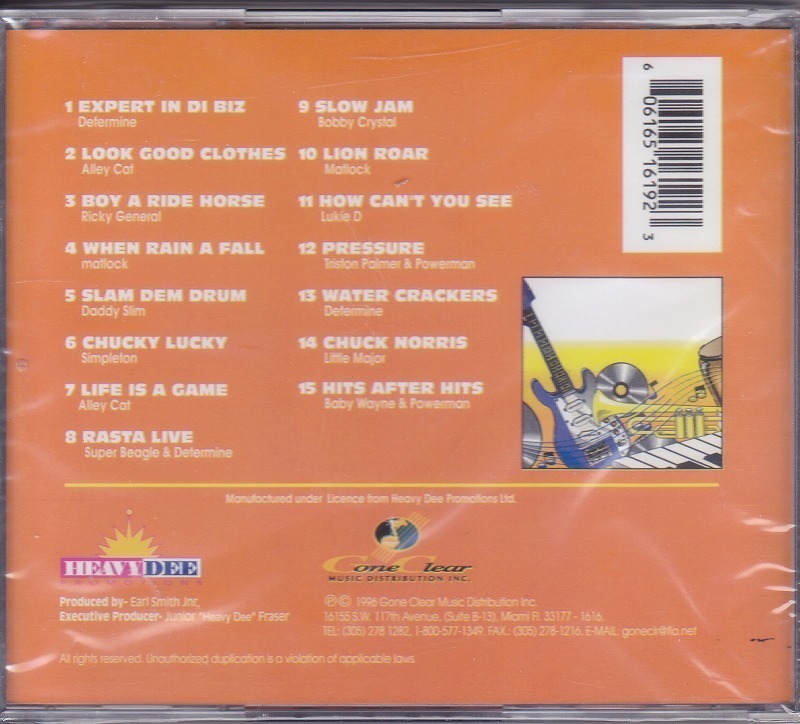 1 EXPERT IN DI BIZ
Determine
2 LOOK GOOD CLOTHES
Alley Cat
3 BOY A RIDE HORSE
Ricky General
4 WHEN RAIN A FALL
matlock
5 SLAM DEM DRUM
Daddy Slim
6 CHUCKY LUCKY
Simpleton
7 LIFE IS A GAME
Alley Cat
8 RASTA LIVE
Super Beagle & Determine
9 SLOW JAM
Bobby Crystal
10 LION ROAR
Matlock
11 HOW CAN'T YOU SEE
Lukie D
12 PRESSURE
Triston Palmer & Powerman
13 WATER CRACKERS
Determine
14 CHUCK NORRIS
Little Major
15 HITS AFTER HITS
Baby Wayne & Powerman
6 06165 16192 3
Manufactured under Licence from Heavy Dee Promotions Ltd.
HEAVY DEE
PROMOTIONS
Produced by- Earl Smith Jnr,
Executive Producer- Junior "Heavy Dee" Fraser
Gone Clear
MUSIC DISTRIBUTION INC.
℗© 1996 Gone Clear Music Distribution Inc.
16155 S.W. 117th Avenue, (Suite B-13), Miami Fl. 33177 - 1616.
TEL: (305) 278 1282, 1-800-577-1349. FAX.: (305) 278-1216, E-MAIL: goneclr@fla.net
All rights reserved. Unauthorized duplication is a violation of applicable laws.